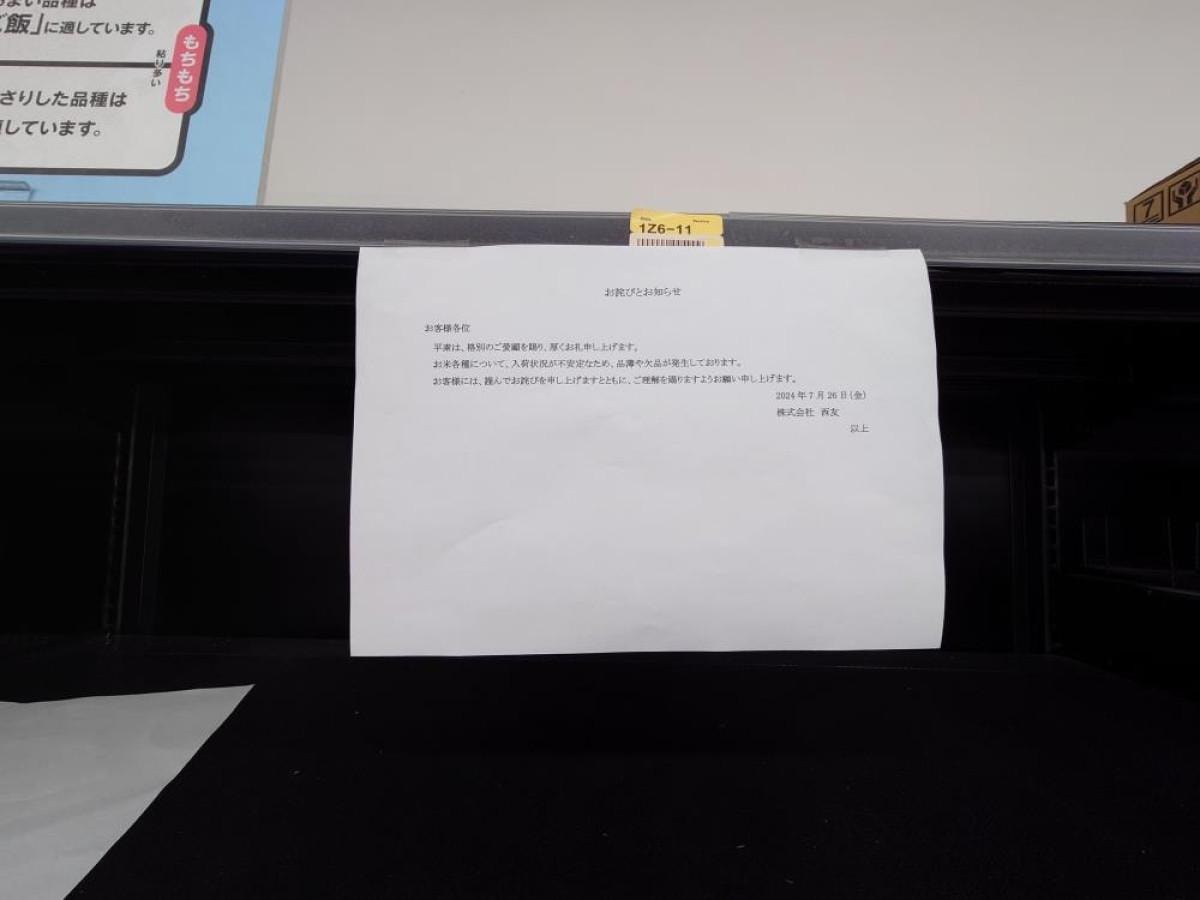 まい品種は
ご飯」に適しています。
もちもち
粘り多い
さりした品種は
しています。
1Z6-11
お詫びとお知らせ
お客様各位
平素は、格別のご愛顧を賜り、厚くお礼申し上げます。
お米各種について、入荷状況が不安定なため、品薄や欠品が発生しております。
お客様には、謹んでお詫びを申し上げますとともに、ご理解を賜りますようお願い申し上げます。
2024年7月26日(金)
株式会社 西友
以上